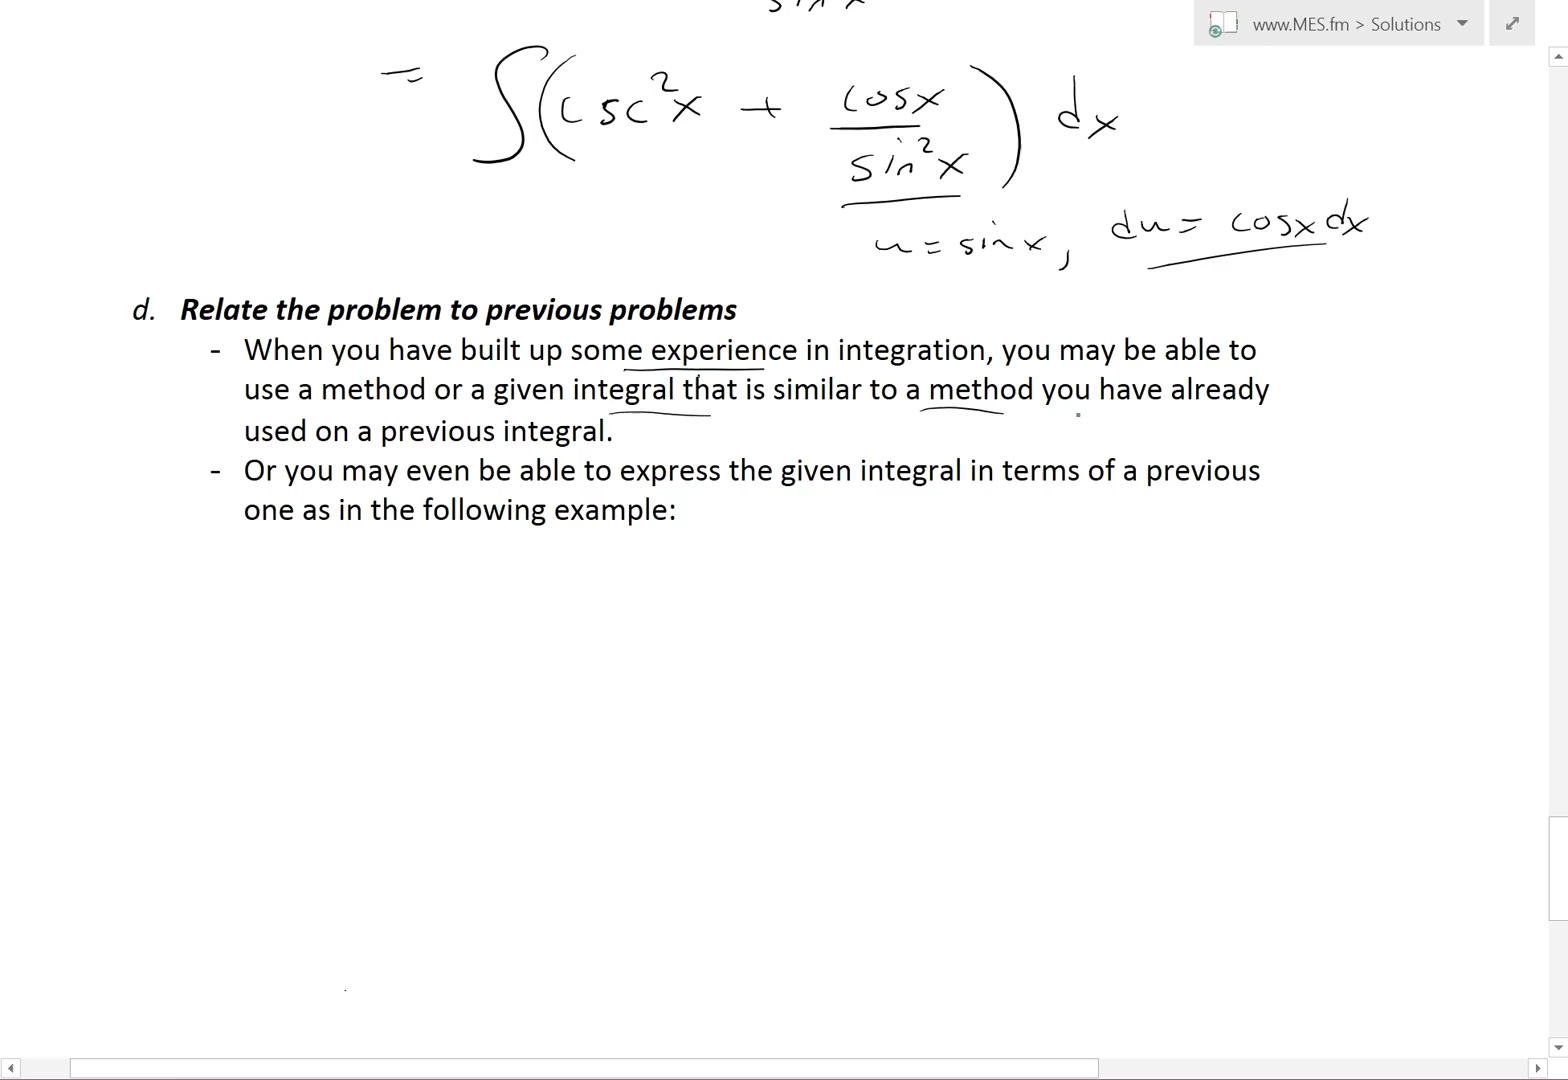 www.MES.fm > Solutions
= ∫(csc²x + cosx/sin²x) dx
u = sin x, du = cosx dx
d. Relate the problem to previous problems
- When you have built up some experience in integration, you may be able to
use a method or a given integral that is similar to a method you have already
used on a previous integral.
- Or you may even be able to express the given integral in terms of a previous
one as in the following example: